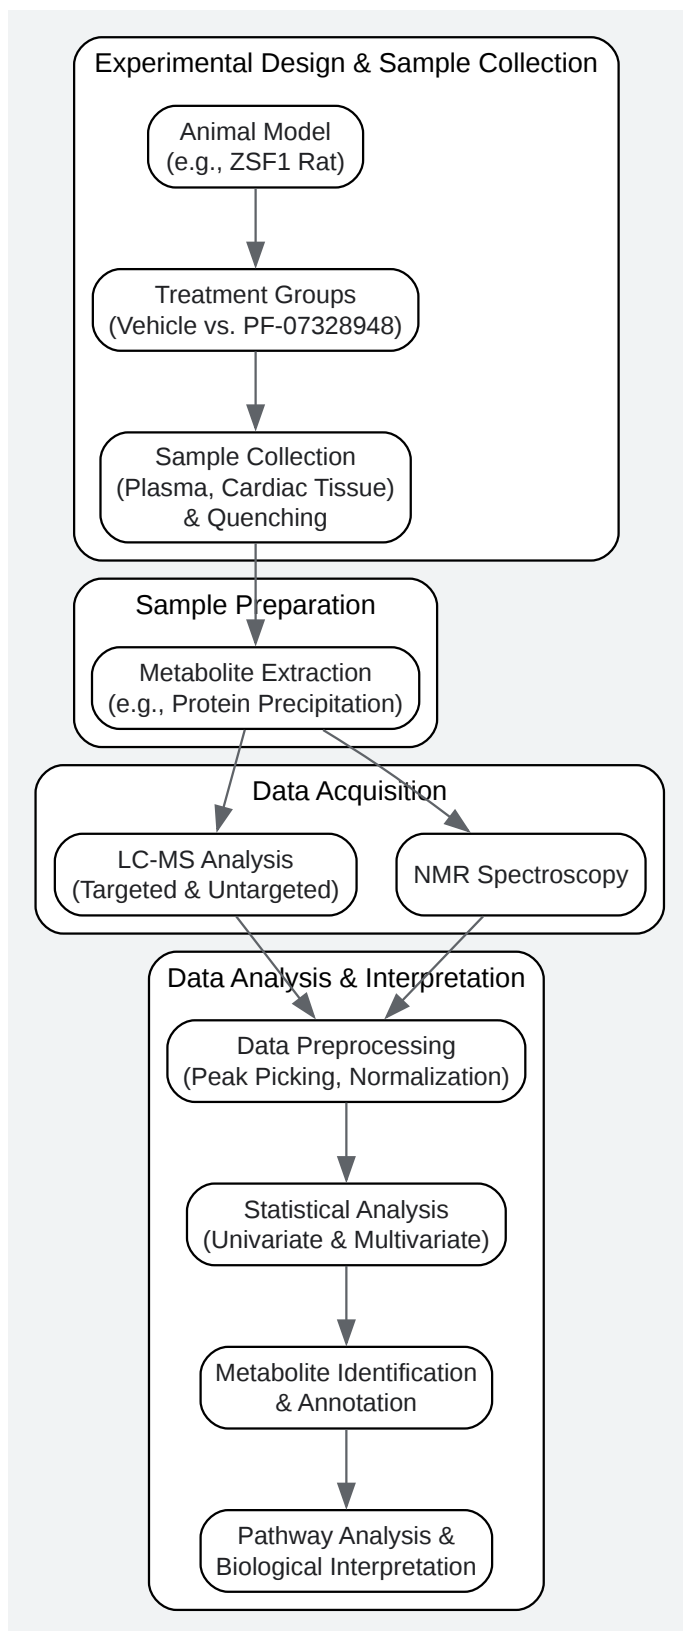 Experimental Design & Sample Collection
Animal Model
(e.g., ZSF1 Rat)
Treatment Groups
(Vehicle vs. PF-07328948)
Sample Collection
(Plasma, Cardiac Tissue)
& Quenching
Sample Preparation
Metabolite Extraction
(e.g., Protein Precipitation)
Data Acquisition
LC-MS Analysis
(Targeted & Untargeted)
NMR Spectroscopy
Data Analysis & Interpretation
Data Preprocessing
(Peak Picking, Normalization)
Statistical Analysis
(Univariate & Multivariate)
Metabolite Identification
& Annotation
Pathway Analysis &
Biological Interpretation